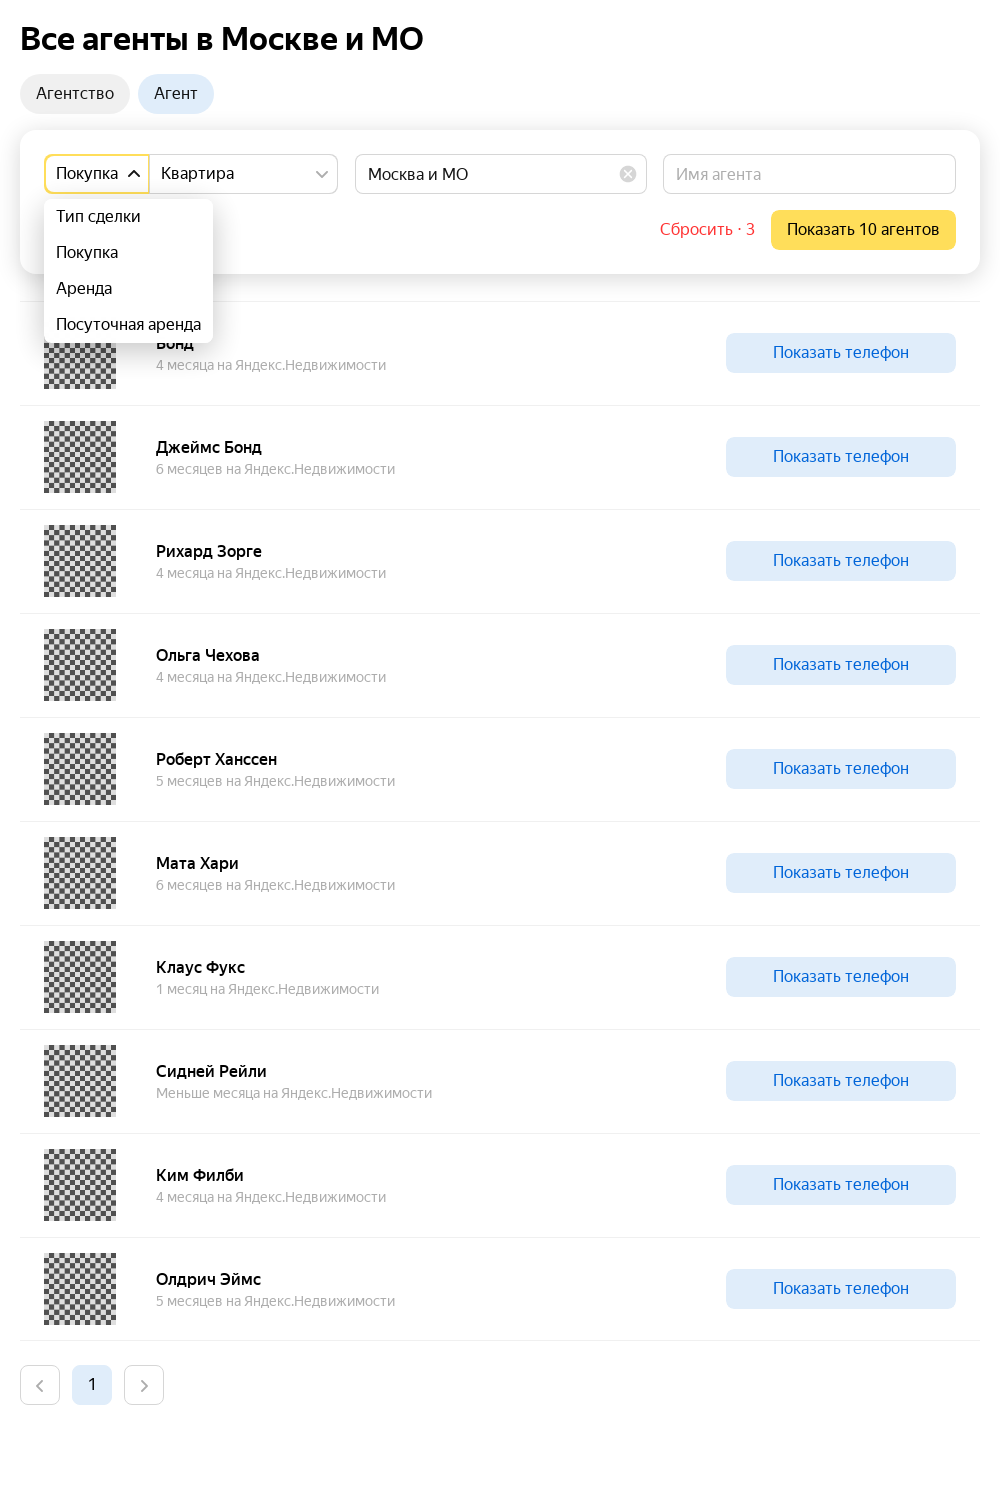 Все агенты в Москве и МО
Агентство
Агент
Покупка
Квартира
Москва и МО
Имя агента
Тип сделки
Покупка
Аренда
Посуточная аренда
Сбросить · 3
Показать 10 агентов
Бонд
4 месяца на Яндекс.Недвижимости
Показать телефон
Джеймс Бонд
6 месяцев на Яндекс.Недвижимости
Показать телефон
Рихард Зорге
4 месяца на Яндекс.Недвижимости
Показать телефон
Ольга Чехова
4 месяца на Яндекс.Недвижимости
Показать телефон
Роберт Ханссен
5 месяцев на Яндекс.Недвижимости
Показать телефон
Мата Хари
6 месяцев на Яндекс.Недвижимости
Показать телефон
Клаус Фукс
1 месяц на Яндекс.Недвижимости
Показать телефон
Сидней Рейли
Меньше месяца на Яндекс.Недвижимости
Показать телефон
Ким Филби
4 месяца на Яндекс.Недвижимости
Показать телефон
Олдрич Эймс
5 месяцев на Яндекс.Недвижимости
Показать телефон
1